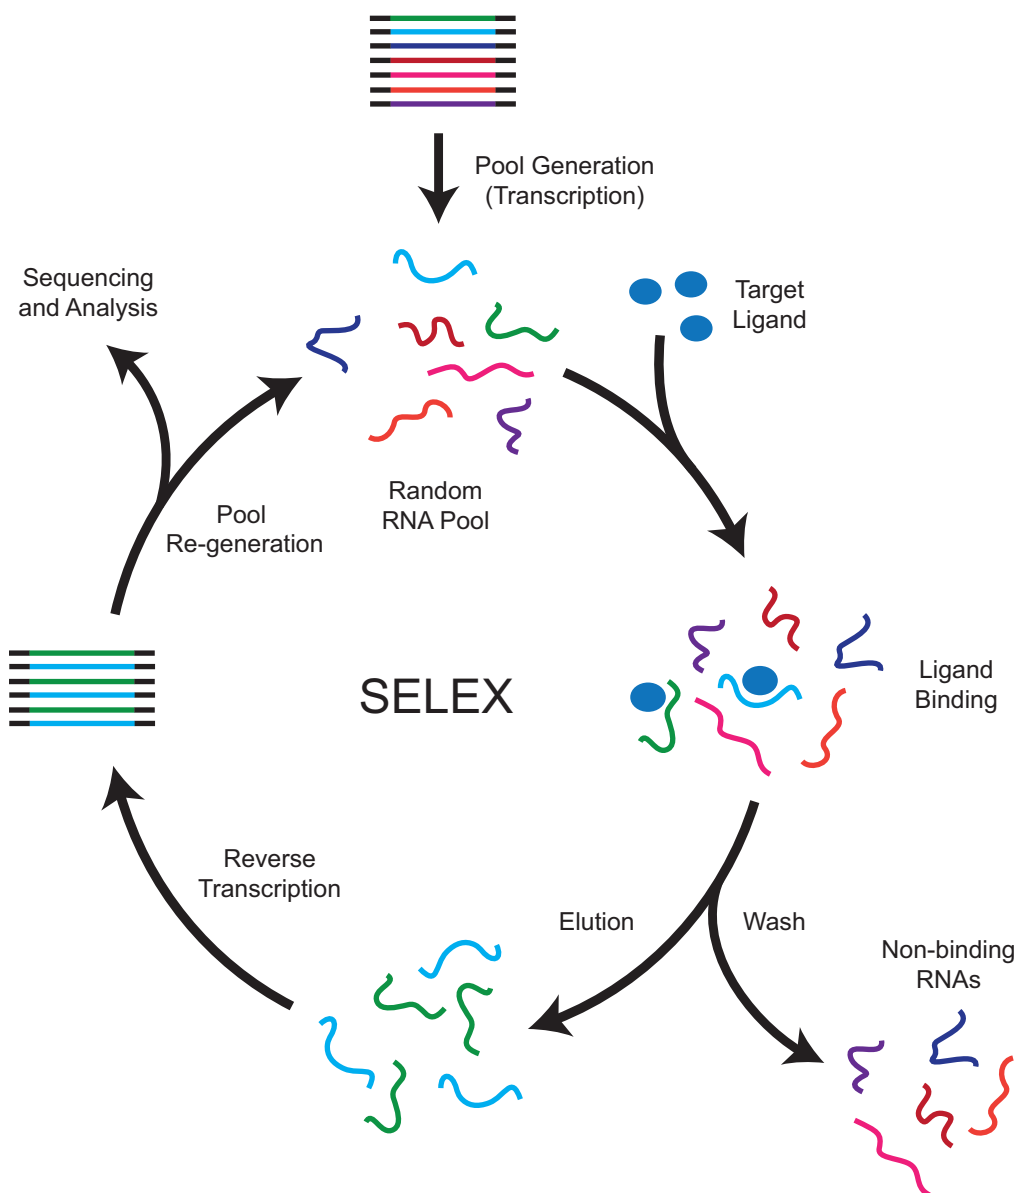 Pool Generation
(Transcription)
Sequencing
and Analysis
Target
Ligand
Random
RNA Pool
Pool
Re-generation
SELEX
Ligand
Binding
Reverse
Transcription
Elution
Wash
Non-binding
RNAs